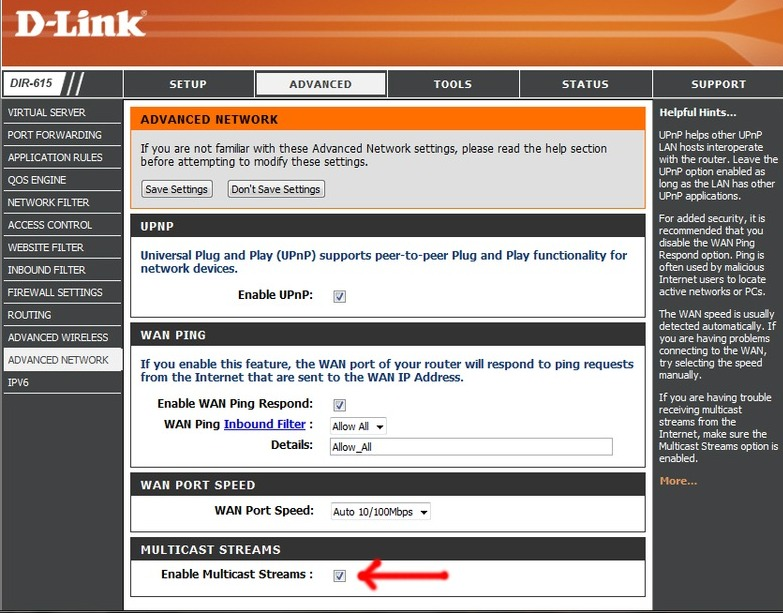 D-Link
DIR-615
SETUP
ADVANCED
TOOLS
STATUS
SUPPORT
VIRTUAL SERVER
PORT FORWARDING
APPLICATION RULES
QOS ENGINE
NETWORK FILTER
ACCESS CONTROL
WEBSITE FILTER
INBOUND FILTER
FIREWALL SETTINGS
ROUTING
ADVANCED WIRELESS
ADVANCED NETWORK
IPV6
ADVANCED NETWORK
If you are not familiar with these Advanced Network settings, please read the help section
before attempting to modify these settings.
Save Settings
Don't Save Settings
UPNP
Universal Plug and Play (UPnP) supports peer-to-peer Plug and Play functionality for
network devices.
Enable UPnP:
WAN PING
If you enable this feature, the WAN port of your router will respond to ping requests
from the Internet that are sent to the WAN IP Address.
Enable WAN Ping Respond:
WAN Ping Inbound Filter :
Allow All
Details:
Allow_All
WAN PORT SPEED
WAN Port Speed:
Auto 10/100Mbps
MULTICAST STREAMS
Enable Multicast Streams :
Helpful Hints...
UPnP helps other UPnP
LAN hosts interoperate
with the router. Leave the
UPnP option enabled as
long as the LAN has other
UPnP applications.
For added security, it is
recommended that you
disable the WAN Ping
Respond option. Ping is
often used by malicious
Internet users to locate
active networks or PCs.
The WAN speed is usually
detected automatically. If
you are having problems
connecting to the WAN,
try selecting the speed
manually.
If you are having trouble
receiving multicast
streams from the
Internet, make sure the
Multicast Streams option is
enabled.
More...